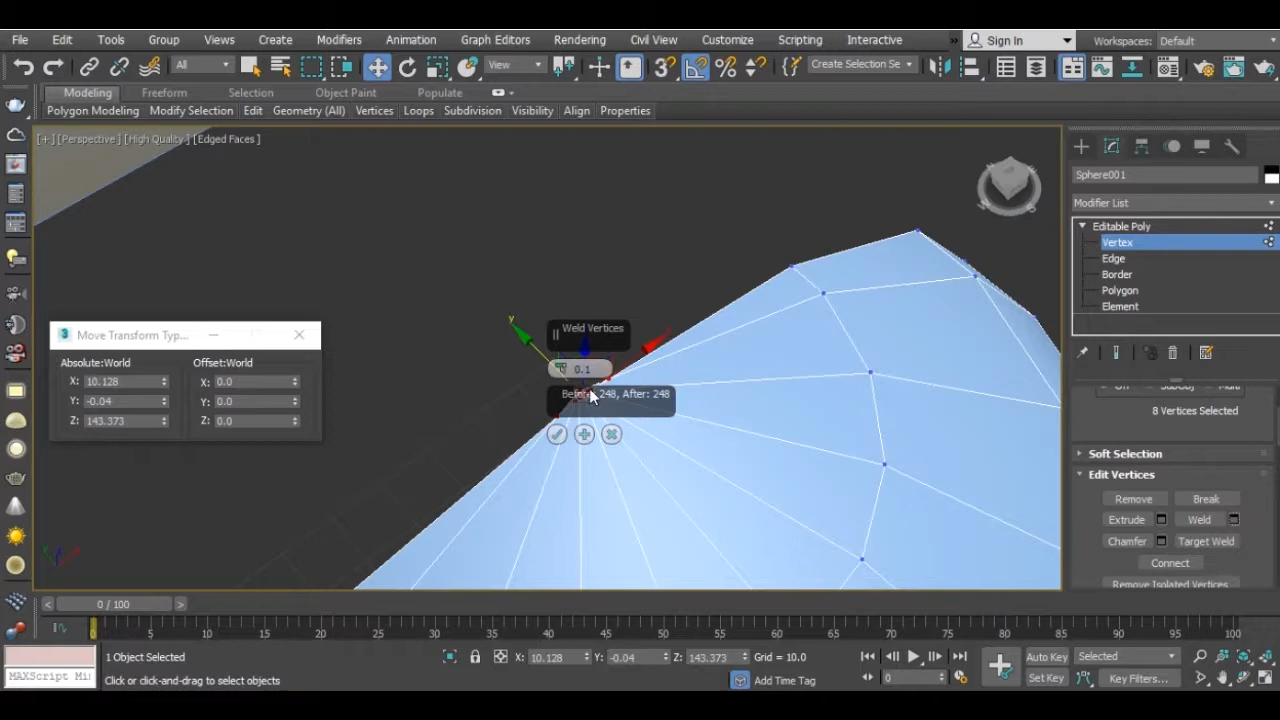 File Edit Tools Group Views Create Modifiers Animation Graph Editors Rendering Civil View Customize Scripting Interactive » Sign In Workspaces: Default
All View Create Selection Se
Modeling Freeform Selection Object Paint Populate
Polygon Modeling Modify Selection Edit Geometry (All) Vertices Loops Subdivision Visibility Align Properties
[+] [Perspective] [High Quality] [Edged Faces]
Sphere001
Modifier List
Editable Poly
Vertex
Edge
Border
Polygon
Element
Move Transform Typ...
Absolute:World Offset:World
X: 10.128 X: 0.0
Y: -0.04 Y: 0.0
Z: 143.373 Z: 0.0
y
Weld Vertices
0.1
248, After: 248
8 Vertices Selected
Soft Selection
Edit Vertices
Remove Break
Extrude Weld
Chamfer Target Weld
Connect
Remove Isolated Vertices
< 0 / 100 >
0 5 10 15 20 25 30 35 40 45 50 55 60 65 70 75 80 85 90 95 100
1 Object Selected X: 10.128 Y: -0.04 Z: 143.373 Grid = 10.0 Auto Key Selected
MAXScript Mi Click or click-and-drag to select objects Add Time Tag 0 Set Key Key Filters...